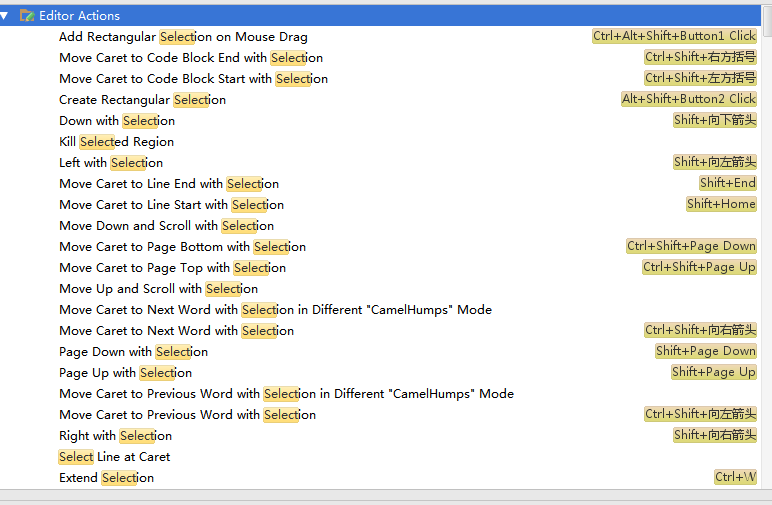 Editor Actions
Add Rectangular Selection on Mouse Drag Ctrl+Alt+Shift+Button1 Click
Move Caret to Code Block End with Selection Ctrl+Shift+右方括号
Move Caret to Code Block Start with Selection Ctrl+Shift+左方括号
Create Rectangular Selection Alt+Shift+Button2 Click
Down with Selection Shift+向下箭头
Kill Selected Region
Left with Selection Shift+向左箭头
Move Caret to Line End with Selection Shift+End
Move Caret to Line Start with Selection Shift+Home
Move Down and Scroll with Selection
Move Caret to Page Bottom with Selection Ctrl+Shift+Page Down
Move Caret to Page Top with Selection Ctrl+Shift+Page Up
Move Up and Scroll with Selection
Move Caret to Next Word with Selection in Different "CamelHumps" Mode
Move Caret to Next Word with Selection Ctrl+Shift+向右箭头
Page Down with Selection Shift+Page Down
Page Up with Selection Shift+Page Up
Move Caret to Previous Word with Selection in Different "CamelHumps" Mode
Move Caret to Previous Word with Selection Ctrl+Shift+向左箭头
Right with Selection Shift+向右箭头
Select Line at Caret
Extend Selection Ctrl+W